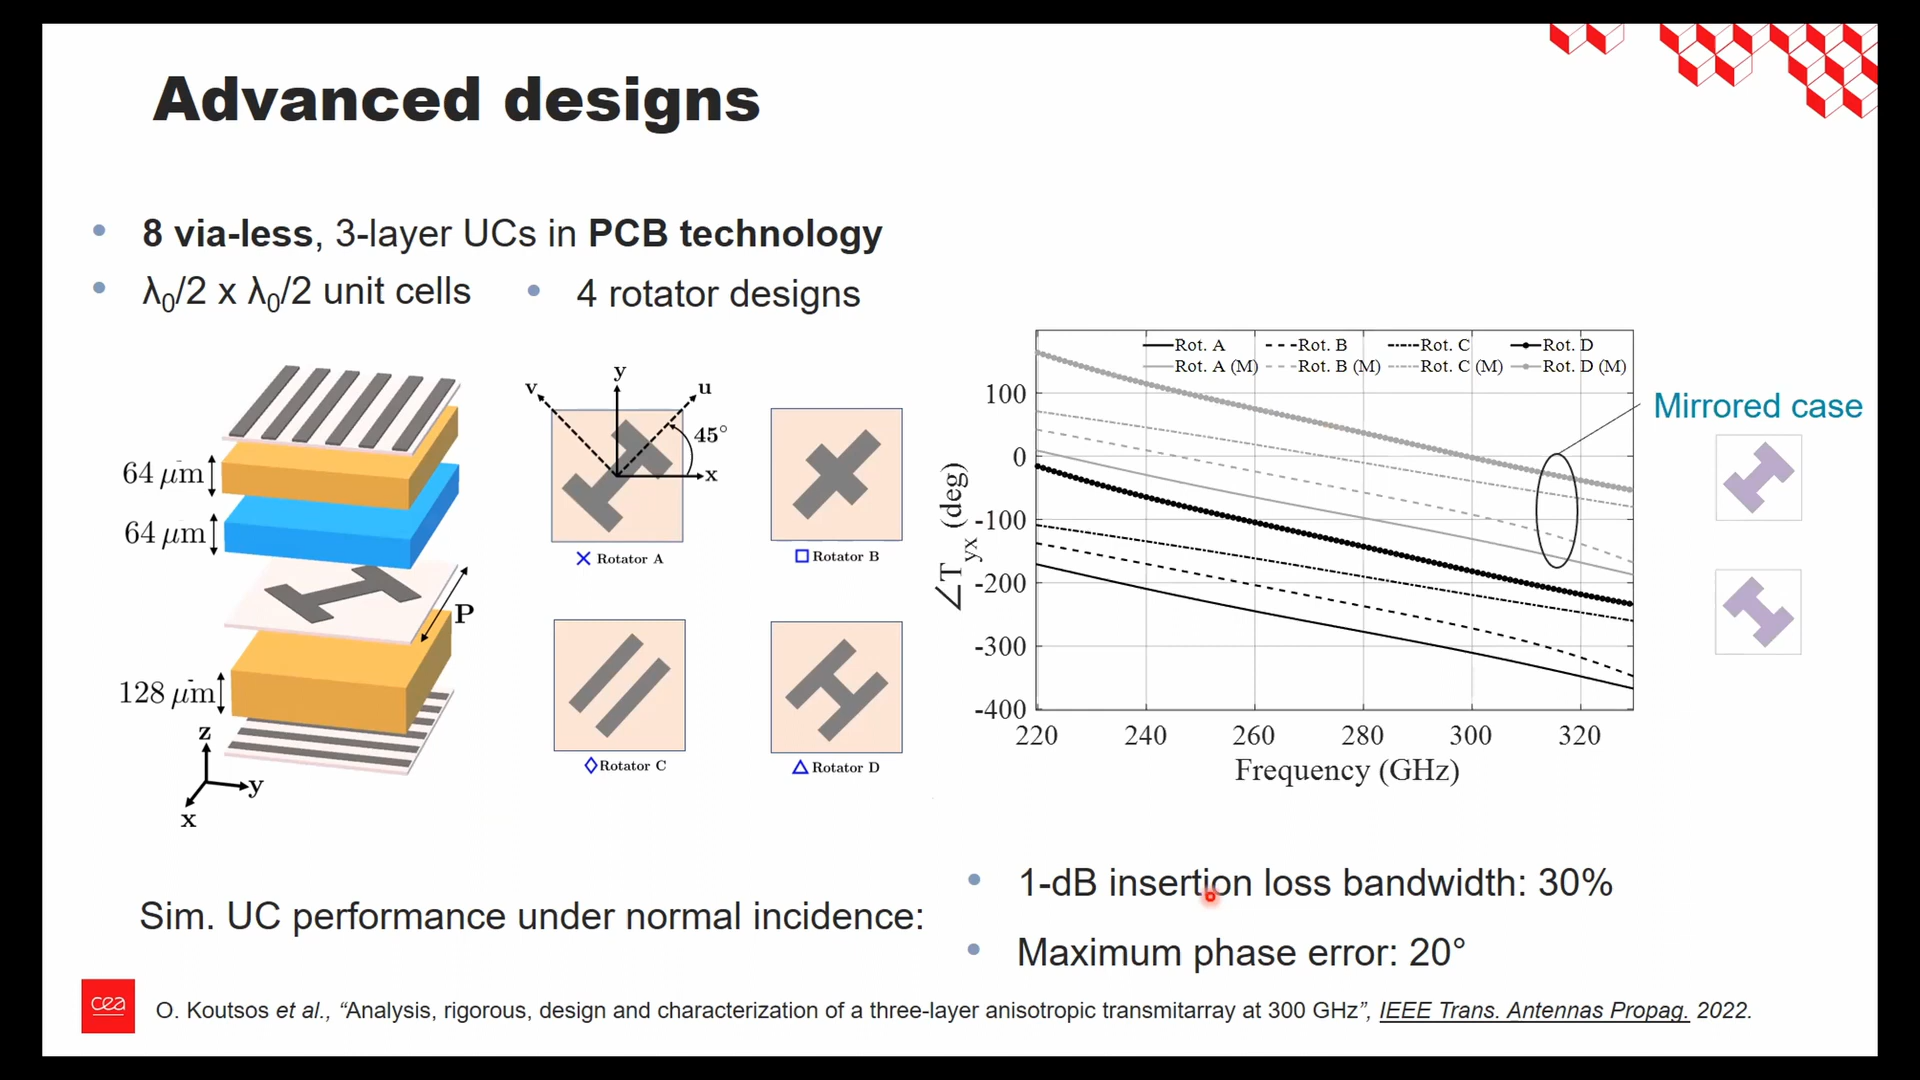 Advanced designs
• 8 via-less, 3-layer UCs in PCB technology
• λ0/2 x λ0/2 unit cells
• 4 rotator designs
64 μm
64 μm
P
128 μm
z
y
x
v
y
u
45°
x
Rotator A
Rotator B
Rotator C
Rotator D
Rot. A
Rot. B
Rot. C
Rot. D
Rot. A (M)
Rot. B (M)
Rot. C (M)
Rot. D (M)
∠Tyx (deg)
100
0
-100
-200
-300
-400
220 240 260 280 300 320
Frequency (GHz)
Mirrored case
Sim. UC performance under normal incidence:
• 1-dB insertion loss bandwidth: 30%
• Maximum phase error: 20°
cea
O. Koutsos et al., “Analysis, rigorous, design and characterization of a three-layer anisotropic transmitarray at 300 GHz”, IEEE Trans. Antennas Propag. 2022.